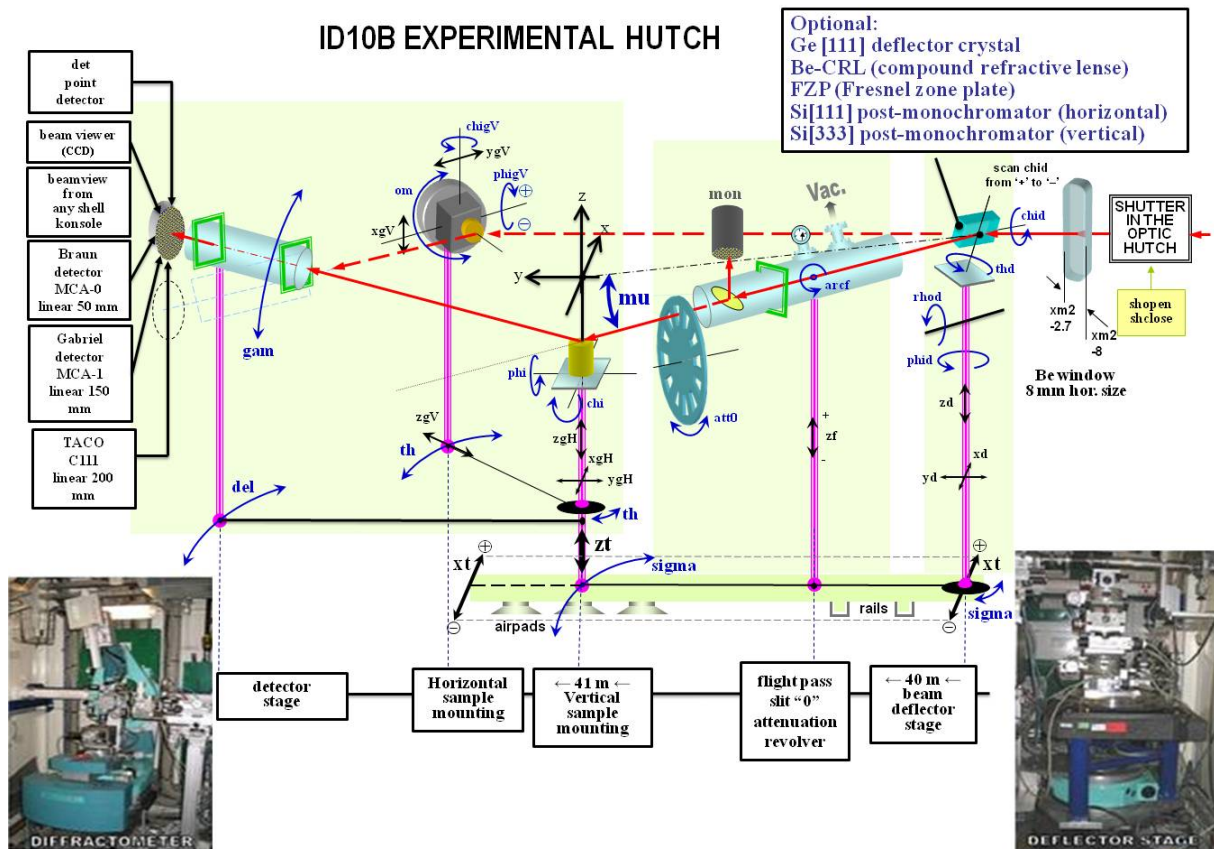 ID10B EXPERIMENTAL HUTCH
Optional:
Ge [111] deflector crystal
Be-CRL (compound refractive lense)
FZP (Fresnel zone plate)
Si[111] post-monochromator (horizontal)
Si[333] post-monochromator (vertical)
det
point
detector
beam viewer
(CCD)
beamview
from
any shell
konsole
Braun
detector
MCA-0
linear 50 mm
Gabriel
detector
MCA-1
linear 150
mm
TACO
C111
linear 200
mm
chigV
ygV
om
phigV
⊕
⊖
xgV
z
x
y
mu
mon
Vac.
arcf
scan chid
from '+' to '–'
chid
thd
rhod
phid
SHUTTER
IN THE
OPTIC
HUTCH
shopen
shclose
xm2
-2.7
xm2
-8
Be window
8 mm hor. size
gam
phi
chi
att0
zgV
th
zgH
xgH
ygH
th
del
+
zf
-
zd
xd
yd
zt
sigma
⊕
xt
⊖
⊕
xt
⊖
sigma
airpads
rails
detector
stage
Horizontal
sample
mounting
← 41 m ←
Vertical
sample
mounting
flight pass
slit “0”
attenuation
revolver
← 40 m ←
beam
deflector
stage
DIFFRACTOMETER
DEFLECTOR STAGE